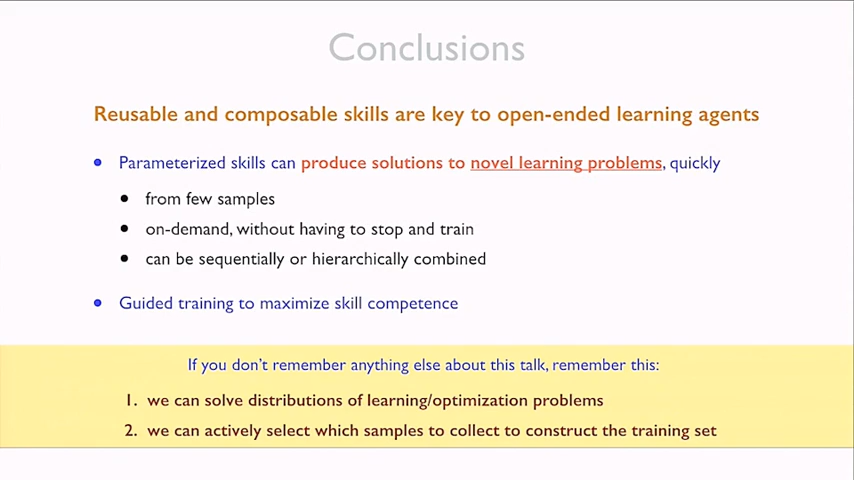 Conclusions
Reusable and composable skills are key to open-ended learning agents
Parameterized skills can produce solutions to novel learning problems, quickly
from few samples
on-demand, without having to stop and train
can be sequentially or hierarchically combined
Guided training to maximize skill competence
If you don't remember anything else about this talk, remember this:
1. we can solve distributions of learning/optimization problems
2. we can actively select which samples to collect to construct the training set